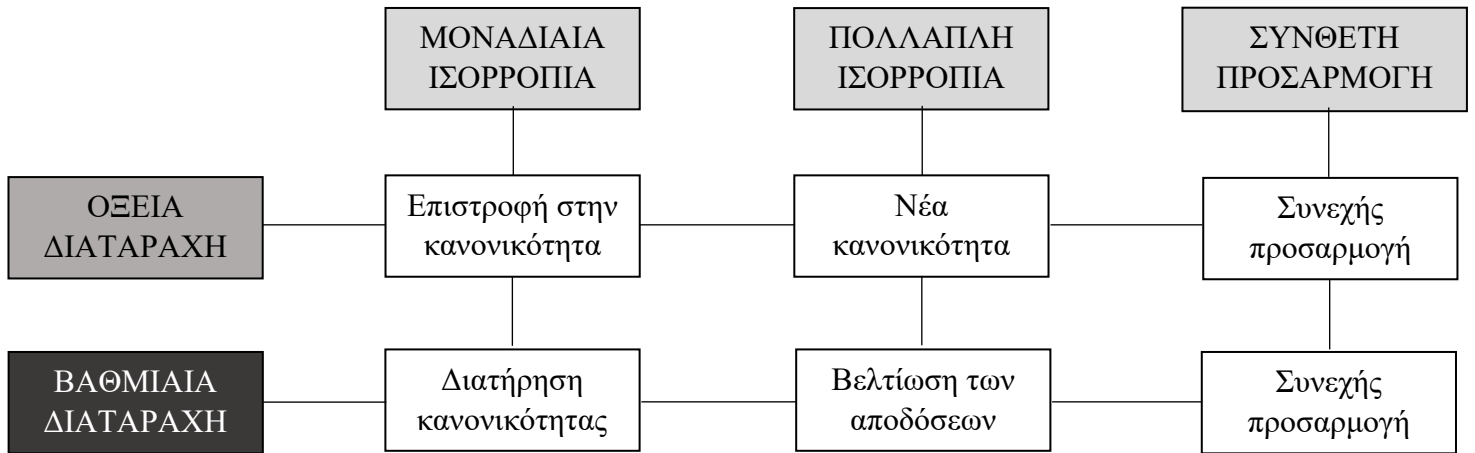 ΜΟΝΑΔΙΑΙΑ
ΙΣΟΡΡΟΠΙΑ
ΠΟΛΛΑΠΛΗ
ΙΣΟΡΡΟΠΙΑ
ΣΥΝΘΕΤΗ
ΠΡΟΣΑΡΜΟΓΗ
ΟΞΕΙΑ
ΔΙΑΤΑΡΑΧΗ
Επιστροφή στην
κανονικότητα
Νέα
κανονικότητα
Συνεχής
προσαρμογή
ΒΑΘΜΙΑΙΑ
ΔΙΑΤΑΡΑΧΗ
Διατήρηση
κανονικότητας
Βελτίωση των
αποδόσεων
Συνεχής
προσαρμογή